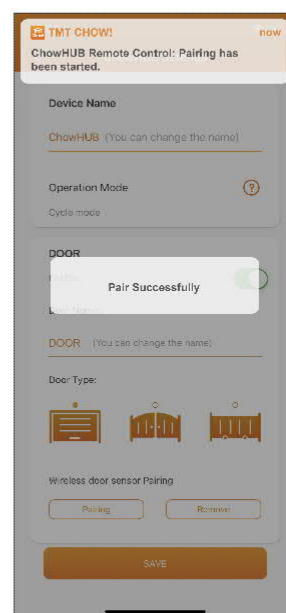 TMT CHOW!
now
ChowHUB Remote Control: Pairing has
been started.
Device Name
ChowHUB (You can change the name)
Operation Mode
?
Cycle mode
DOOR
Pair Successfully
DOOR (You can change the name)
Door Type:
Wireless door sensor Pairing
Pairing
Remove
SAVE